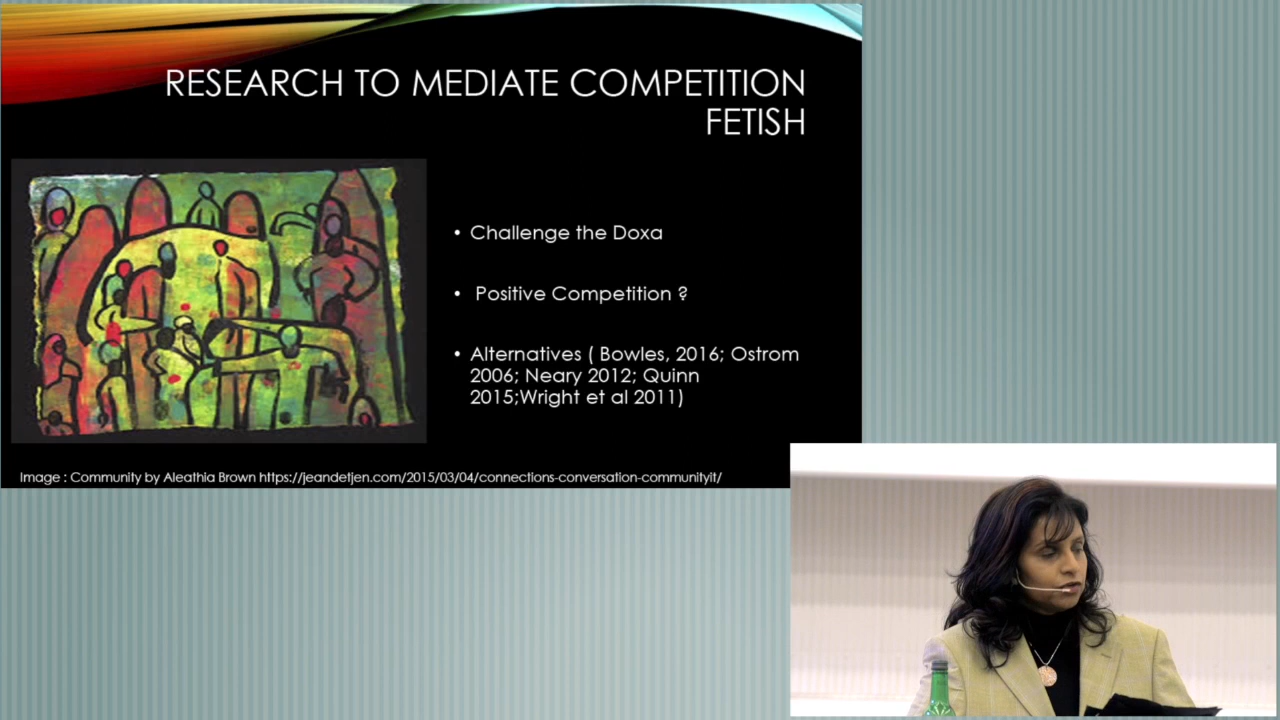 RESEARCH TO MEDIATE COMPETITION
FETISH
• Challenge the Doxa
• Positive Competition ?
• Alternatives ( Bowles, 2016; Ostrom
2006; Neary 2012; Quinn
2015;Wright et al 2011)
Image : Community by Aleathia Brown https://jeandetjen.com/2015/03/04/connections-conversation-communityit/